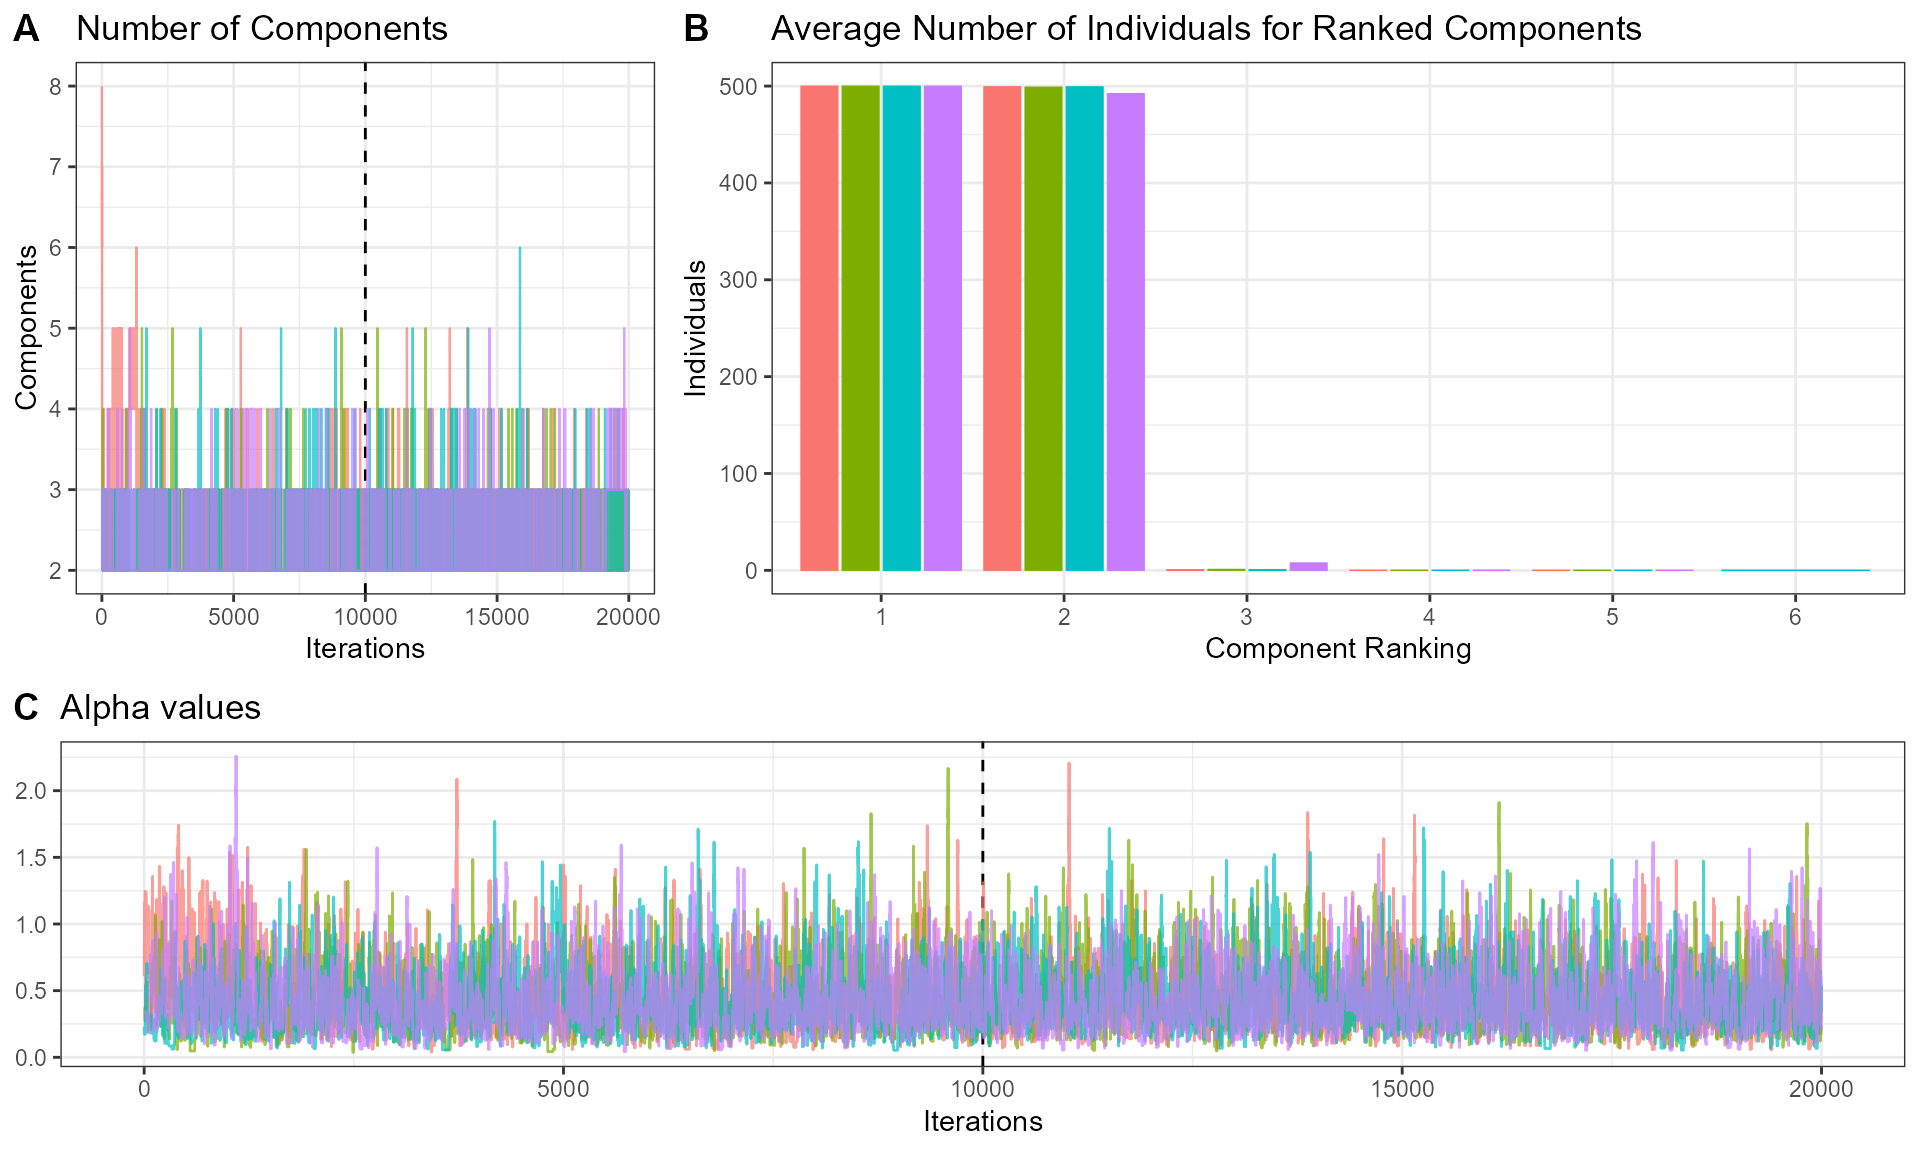 A Number of Components
8
7
6
5
4
3
2
Components
0 5000 10000 15000 20000
Iterations
B Average Number of Individuals for Ranked Components
500
400
300
200
100
0
Individuals
1 2 3 4 5 6
Component Ranking
C Alpha values
2.0
1.5
1.0
0.5
0.0
0 5000 10000 15000 20000
Iterations